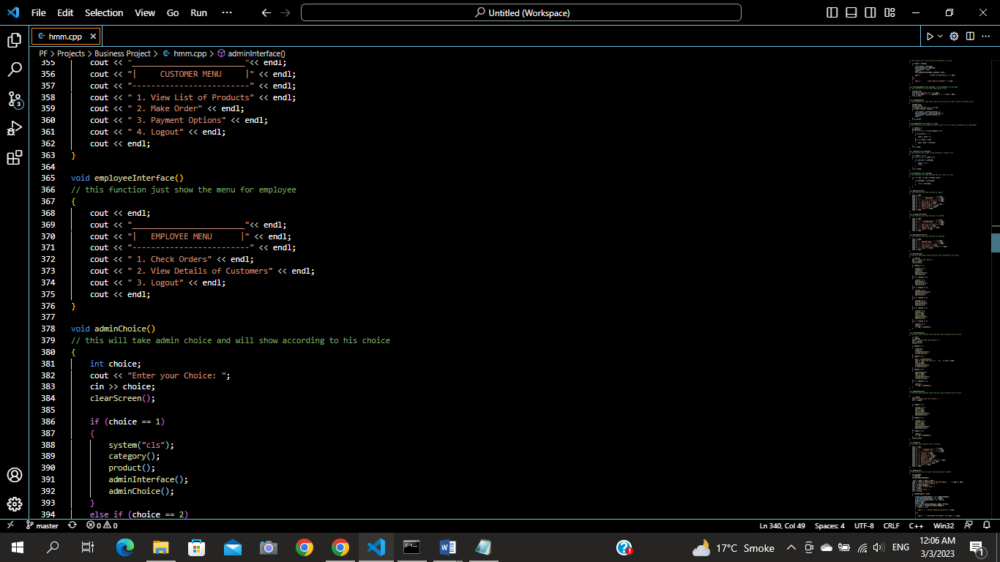 File Edit Selection View Go Run ··· Untitled (Workspace)
hmm.cpp
PF > Projects > Business Project > hmm.cpp > adminInterface()
355 cout << "________________________"<< endl;
356 cout << "|     CUSTOMER MENU     |" << endl;
357 cout << "-------------------------" << endl;
358 cout << " 1. View List of Products" << endl;
359 cout << " 2. Make Order" << endl;
360 cout << " 3. Payment Options" << endl;
361 cout << " 4. Logout" << endl;
362 cout << endl;
363 }
364
365 void employeeInterface()
366 // this function just show the menu for employee
367 {
368 cout << endl;
369 cout << "________________________"<< endl;
370 cout << "|   EMPLOYEE MENU      |" << endl;
371 cout << "-------------------------" << endl;
372 cout << " 1. Check Orders" << endl;
373 cout << " 2. View Details of Customers" << endl;
374 cout << " 3. Logout" << endl;
375 cout << endl;
376 }
377
378 void adminChoice()
379 // this will take admin choice and will show according to his choice
380 {
381 int choice;
382 cout << "Enter your Choice: ";
383 cin >> choice;
384 clearScreen();
385
386 if (choice == 1)
387 {
388 system("cls");
389 category();
390 product();
391 adminInterface();
392 adminChoice();
393 }
394 else if (choice == 2)
3
master 0 0 Ln 340, Col 49 Spaces: 4 UTF-8 CRLF C++ Win32
17°C Smoke ENG 12:06 AM
3/3/2023 1